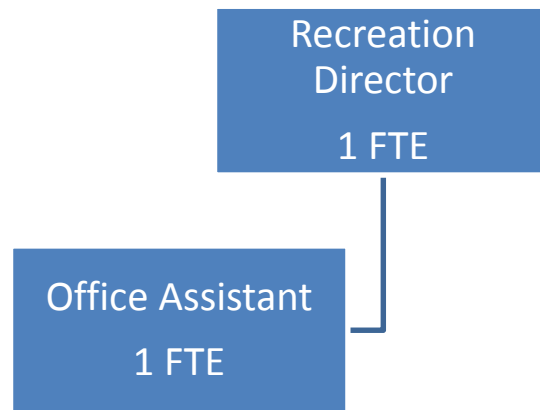 Recreation
Director
1 FTE
Office Assistant
1 FTE